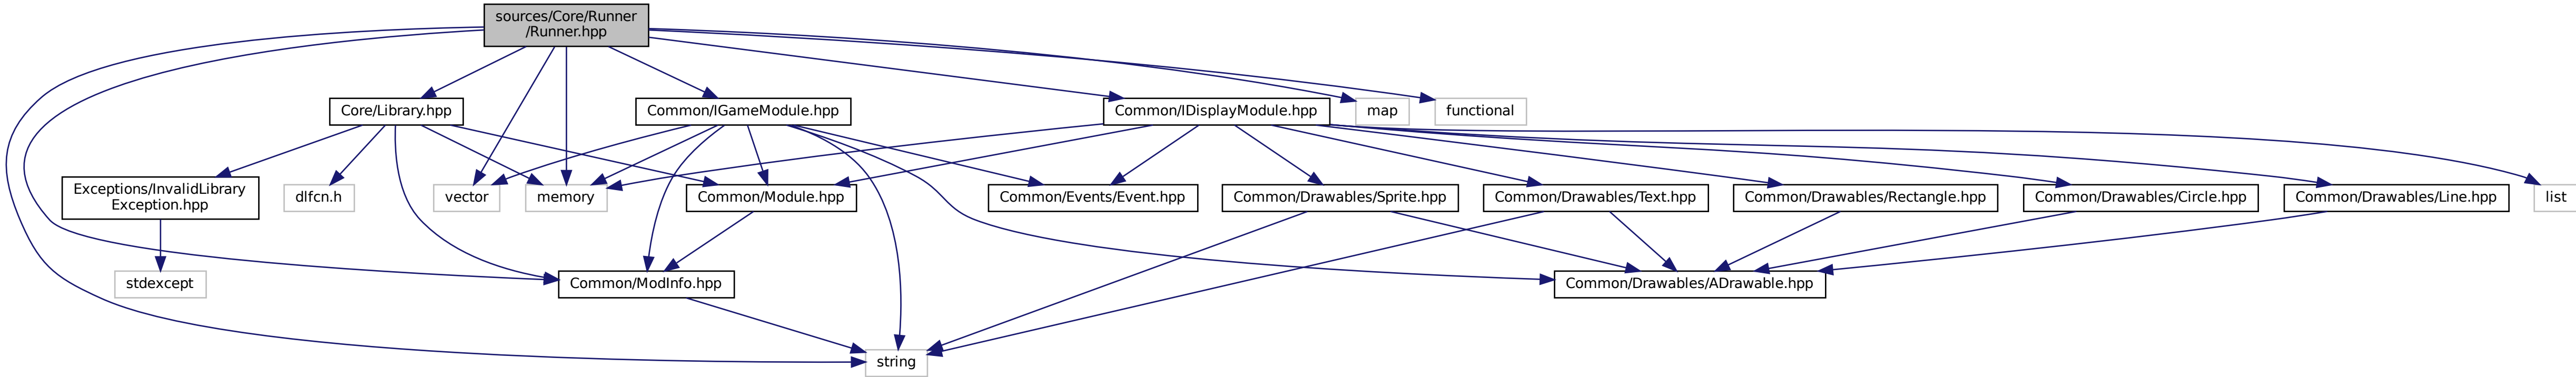 sources/Core/Runner
/Runner.hpp
Core/Library.hpp
Common/IGameModule.hpp
Common/IDisplayModule.hpp
map
functional
Exceptions/InvalidLibrary
Exception.hpp
dlfcn.h
vector
memory
Common/Module.hpp
Common/Events/Event.hpp
Common/Drawables/Sprite.hpp
Common/Drawables/Text.hpp
Common/Drawables/Rectangle.hpp
Common/Drawables/Circle.hpp
Common/Drawables/Line.hpp
list
stdexcept
Common/ModInfo.hpp
Common/Drawables/ADrawable.hpp
string